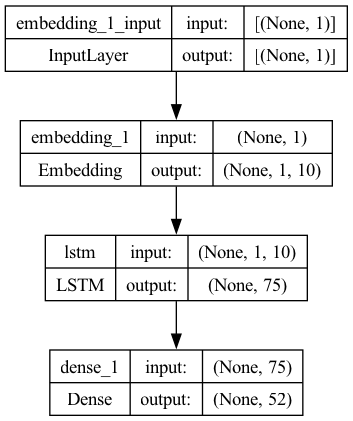 embedding_1_input input: [(None, 1)]
InputLayer output: [(None, 1)]
embedding_1 input: (None, 1)
Embedding output: (None, 1, 10)
lstm input: (None, 1, 10)
LSTM output: (None, 75)
dense_1 input: (None, 75)
Dense output: (None, 52)